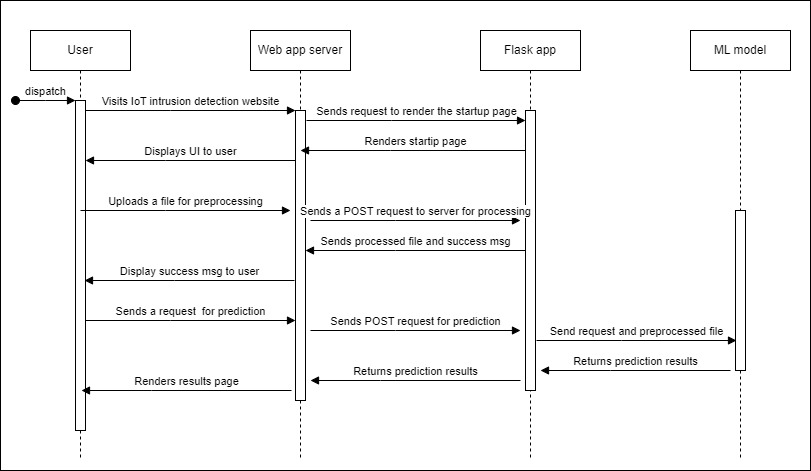 User
Web app server
Flask app
ML model
dispatch
Visits IoT intrusion detection website
Sends request to render the startup page
Renders startip page
Displays UI to user
Uploads a file for preprocessing
Sends a POST request to server for processing
Sends processed file and success msg
Display success msg to user
Sends a request for prediction
Sends POST request for prediction
Send request and preprocessed file
Returns prediction results
Returns prediction results
Renders results page